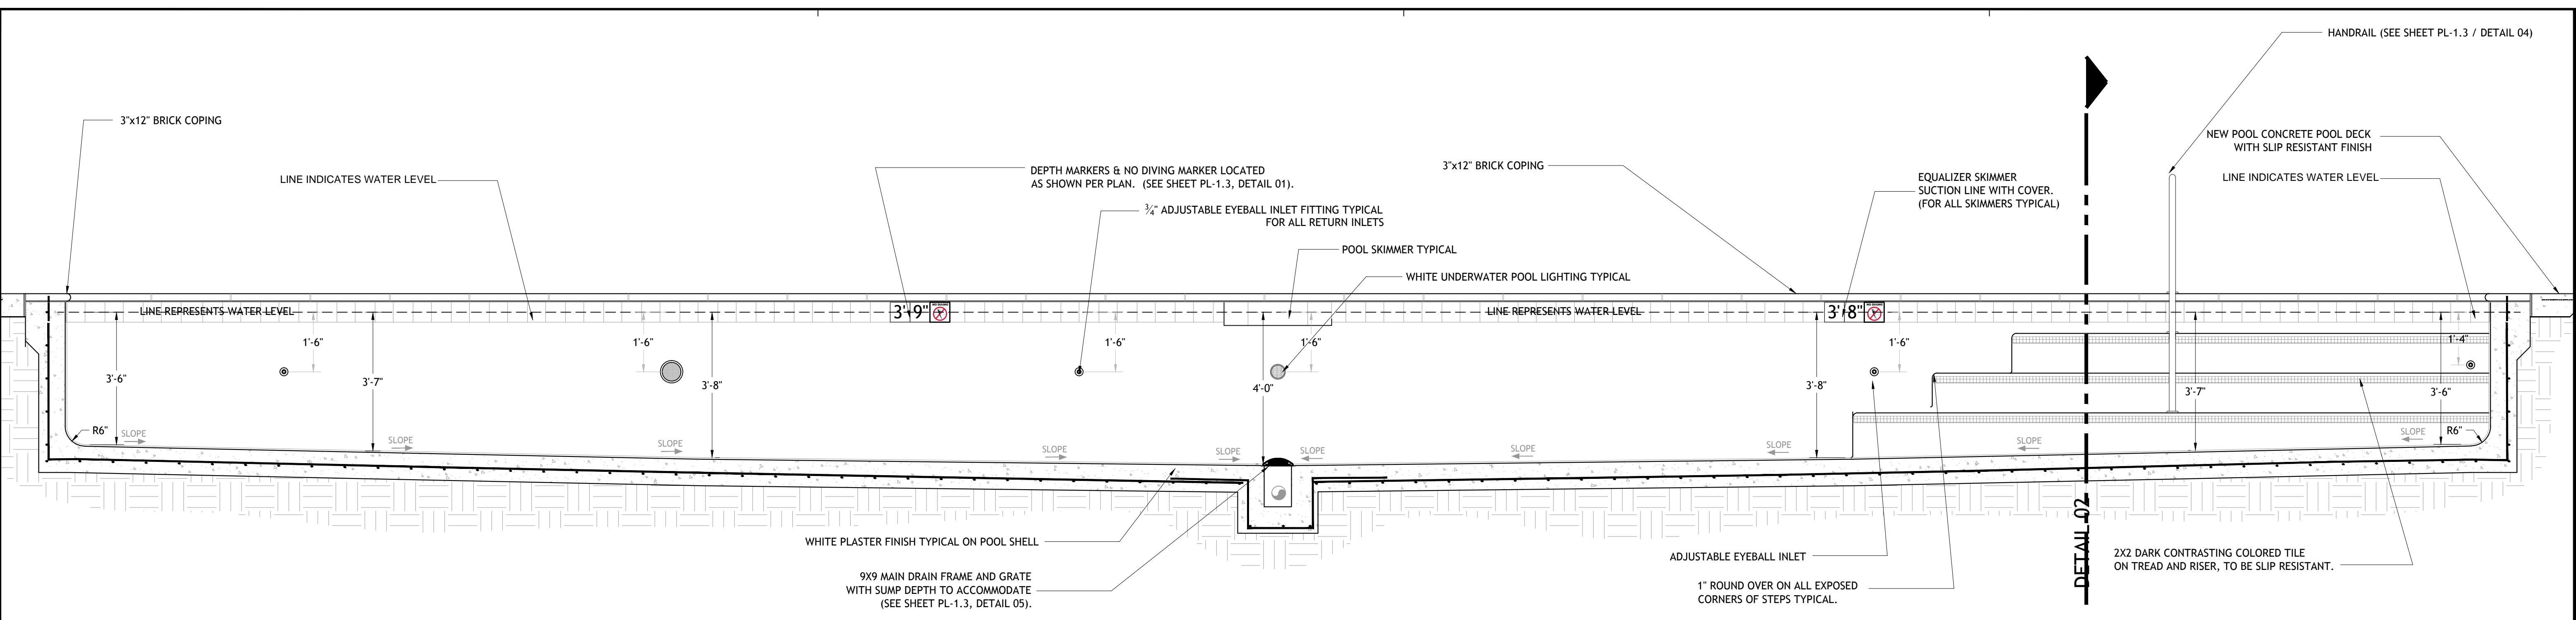 HANDRAIL (SEE SHEET PL-1.3 / DETAIL 04)
3"x12" BRICK COPING
NEW POOL CONCRETE POOL DECK
WITH SLIP RESISTANT FINISH
LINE INDICATES WATER LEVEL
DEPTH MARKERS & NO DIVING MARKER LOCATED
AS SHOWN PER PLAN. (SEE SHEET PL-1.3, DETAIL 01).
3"x12" BRICK COPING
EQUALIZER SKIMMER
SUCTION LINE WITH COVER.
(FOR ALL SKIMMERS TYPICAL)
LINE INDICATES WATER LEVEL
¾" ADJUSTABLE EYEBALL INLET FITTING TYPICAL
FOR ALL RETURN INLETS
POOL SKIMMER TYPICAL
WHITE UNDERWATER POOL LIGHTING TYPICAL
LINE REPRESENTS WATER LEVEL
3'-9"
LINE REPRESENTS WATER LEVEL
3'-8"
1'-6"
1'-6"
1'-6"
1'-6"
1'-6"
1'-4"
3'-6"
3'-7"
3'-8"
4'-0"
3'-8"
3'-7"
3'-6"
R6"
SLOPE
SLOPE
SLOPE
SLOPE
SLOPE
SLOPE
SLOPE
SLOPE
SLOPE
SLOPE
R6"
WHITE PLASTER FINISH TYPICAL ON POOL SHELL
9X9 MAIN DRAIN FRAME AND GRATE
WITH SUMP DEPTH TO ACCOMMODATE
(SEE SHEET PL-1.3, DETAIL 05).
ADJUSTABLE EYEBALL INLET
1" ROUND OVER ON ALL EXPOSED
CORNERS OF STEPS TYPICAL.
DETAIL 02
2X2 DARK CONTRASTING COLORED TILE
ON TREAD AND RISER, TO BE SLIP RESISTANT.